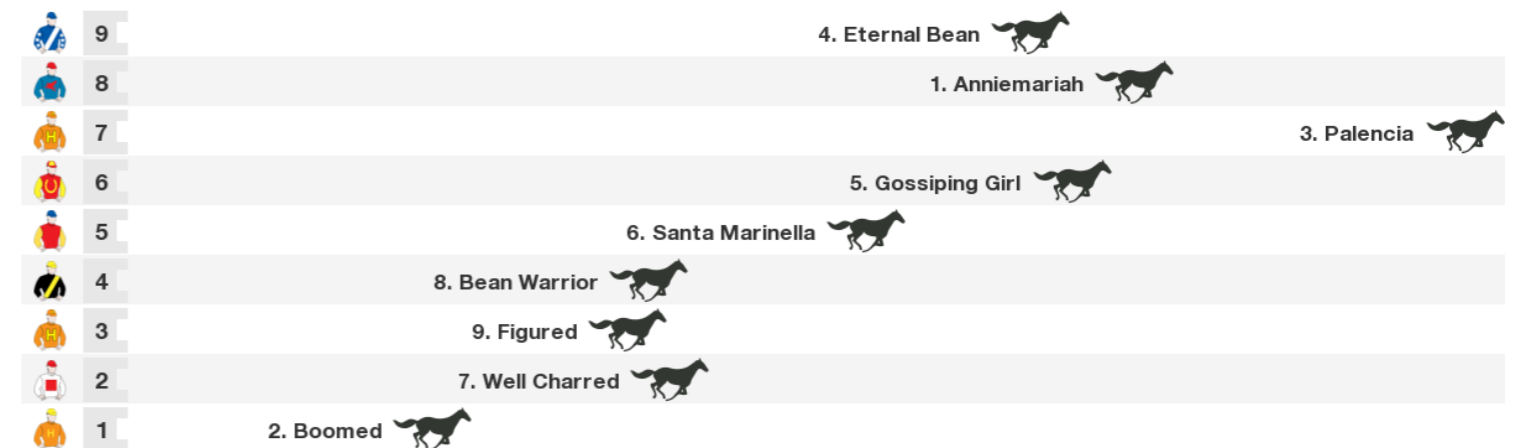 9 4. Eternal Bean
8 1. Anniemariah
7 3. Palencia
6 5. Gossiping Girl
5 6. Santa Marinella
4 8. Bean Warrior
3 9. Figured
2 7. Well Charred
1 2. Boomed